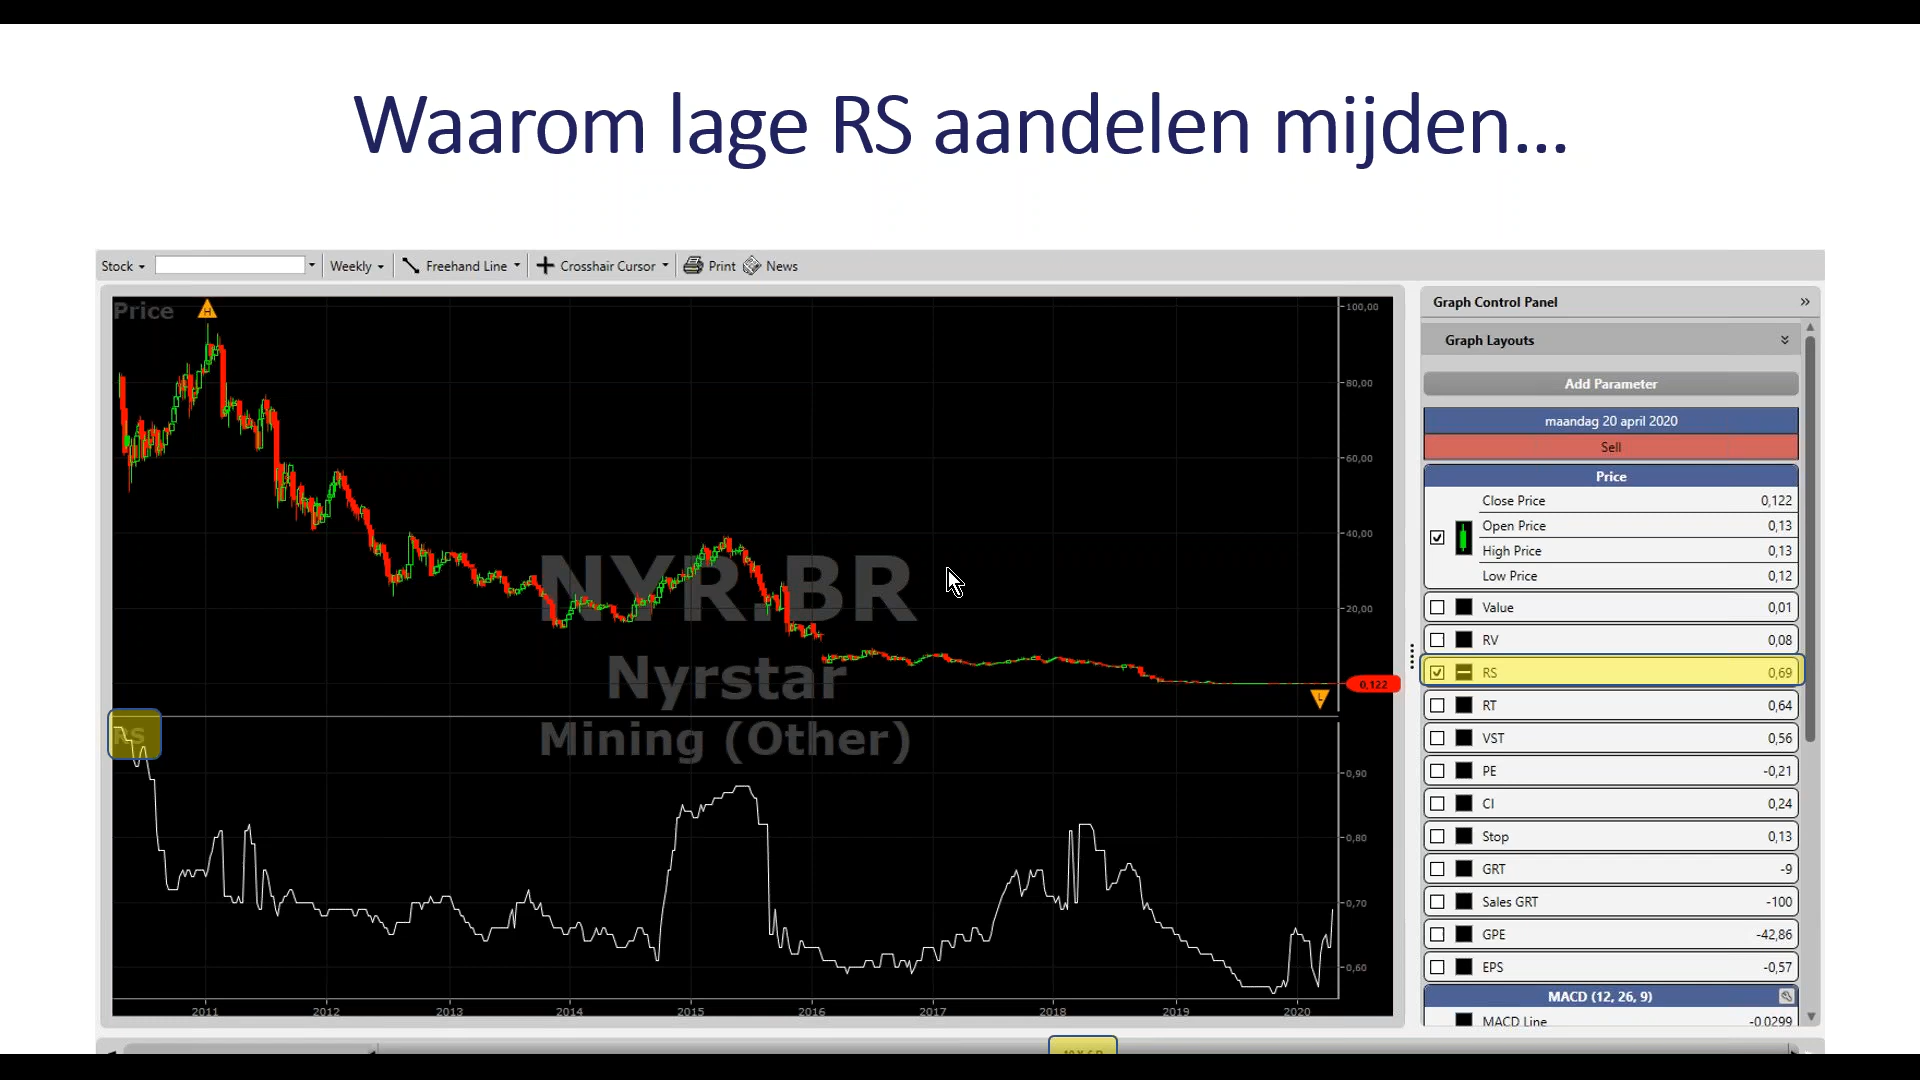 Waarom lage RS aandelen mijden...
Stock
Weekly
Freehand Line
Crosshair Cursor
Print
News
Price
H
100,00
80,00
60,00
40,00
20,00
0,122
L
NYR.BR
Nyrstar
Mining (Other)
RS
0,90
0,80
0,70
0,60
2011 2012 2013 2014 2015 2016 2017 2018 2019 2020
Graph Control Panel
Graph Layouts
Add Parameter
maandag 20 april 2020
Sell
Price
Close Price 0,122
Open Price 0,13
High Price 0,13
Low Price 0,12
Value 0,01
RV 0,08
RS 0,69
RT 0,64
VST 0,56
PE -0,21
CI 0,24
Stop 0,13
GRT -9
Sales GRT -100
GPE -42,86
EPS -0,57
MACD (12, 26, 9)
MACD Line -0,0299